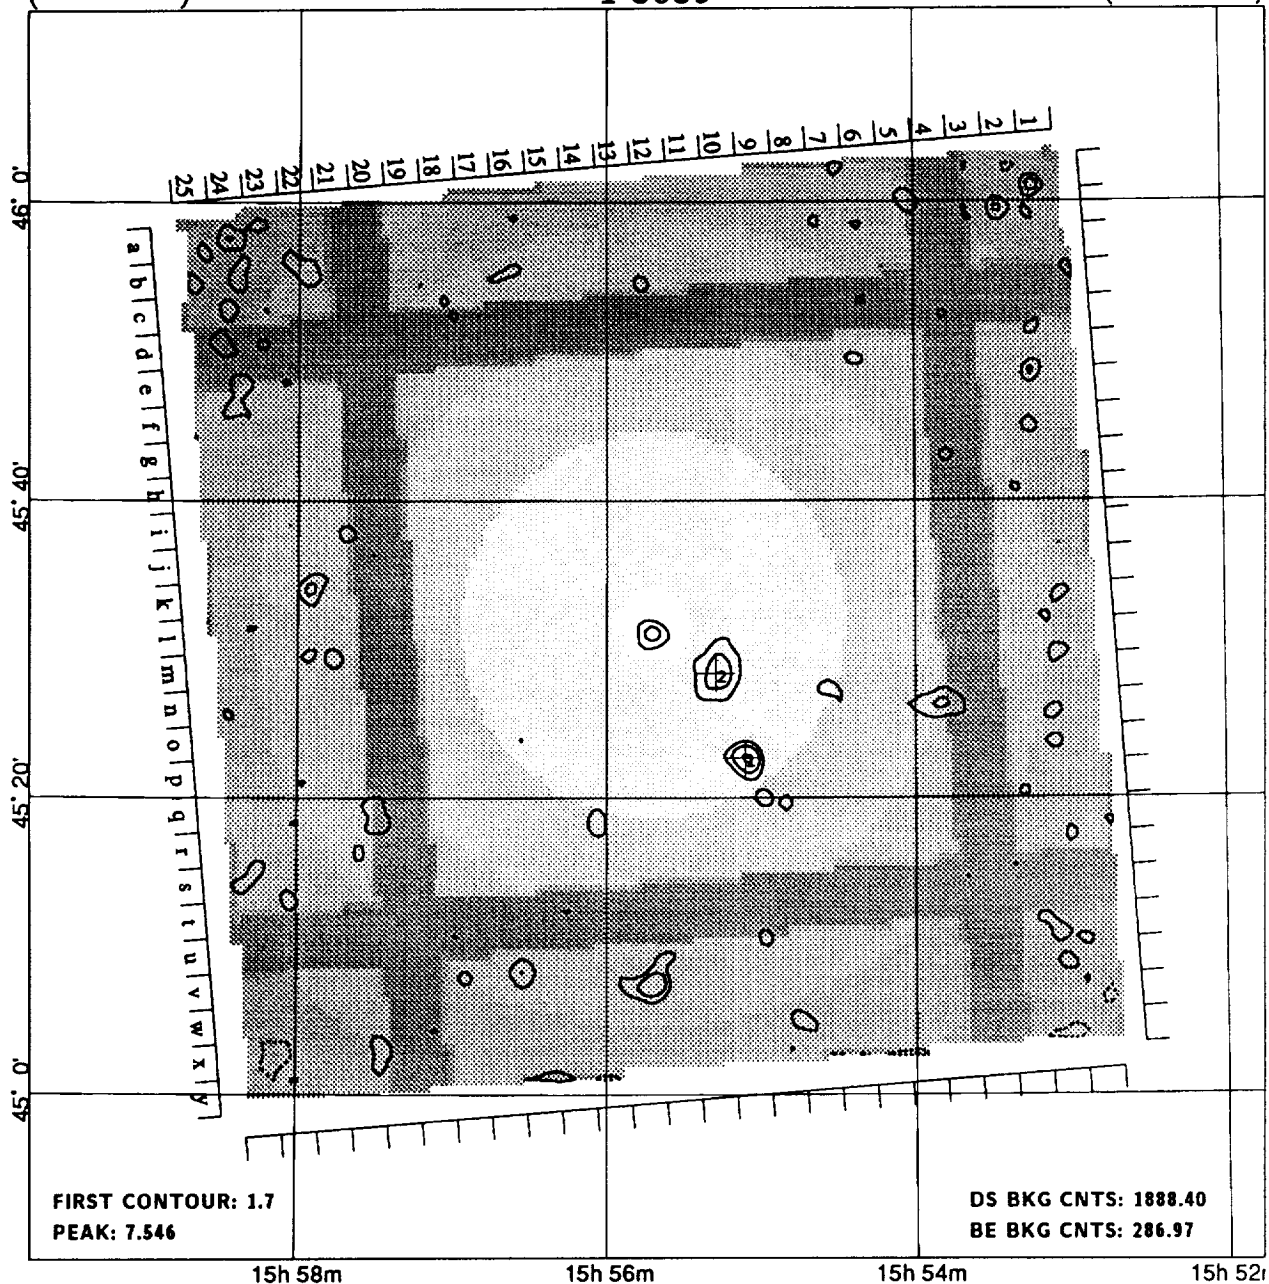 25 24 23 22 21 20 19 18 17 16 15 14 13 12 11 10 9 8 7 6 5 4 3 2 1
46° 0'
a b c d e f g h i j k l m n o p q r s t u v w x y
45° 40'
2
45° 20'
45° 0'
FIRST CONTOUR: 1.7
PEAK: 7.546
DS BKG CNTS: 1888.40
BE BKG CNTS: 286.97
15h 58m 15h 56m 15h 54m 15h 52